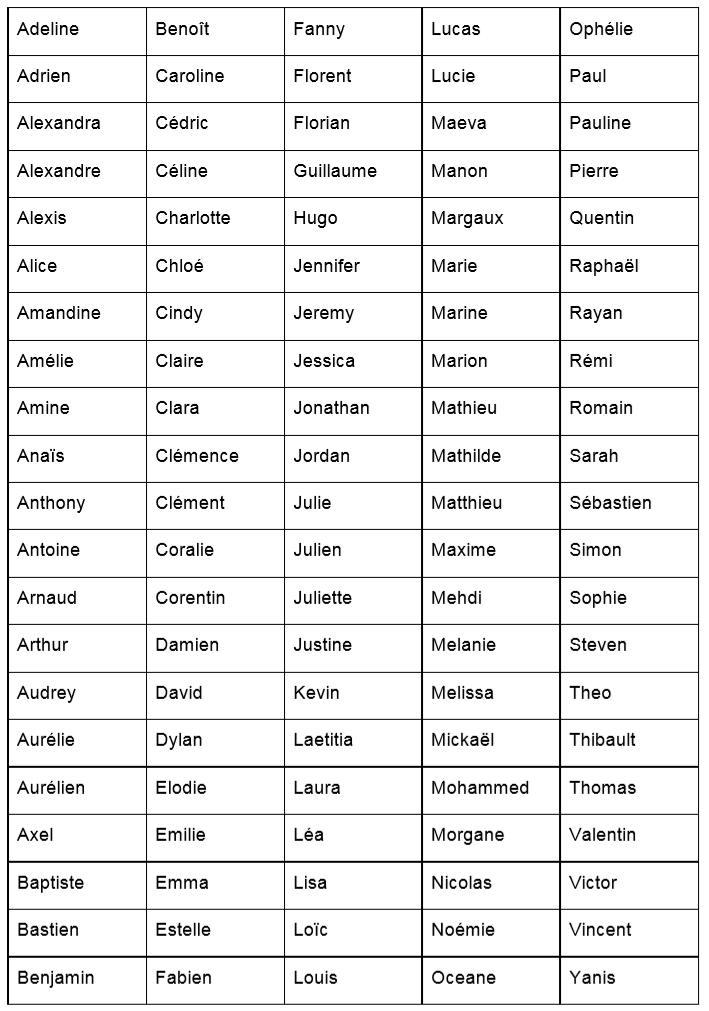 Adeline Benoît Fanny Lucas Ophélie
Adrien Caroline Florent Lucie Paul
Alexandra Cédric Florian Maeva Pauline
Alexandre Céline Guillaume Manon Pierre
Alexis Charlotte Hugo Margaux Quentin
Alice Chloé Jennifer Marie Raphaël
Amandine Cindy Jeremy Marine Rayan
Amélie Claire Jessica Marion Rémi
Amine Clara Jonathan Mathieu Romain
Anaïs Clémence Jordan Mathilde Sarah
Anthony Clément Julie Matthieu Sébastien
Antoine Coralie Julien Maxime Simon
Arnaud Corentin Juliette Mehdi Sophie
Arthur Damien Justine Melanie Steven
Audrey David Kevin Melissa Theo
Aurélie Dylan Laetitia Mickaël Thibault
Aurélien Elodie Laura Mohammed Thomas
Axel Emilie Léa Morgane Valentin
Baptiste Emma Lisa Nicolas Victor
Bastien Estelle Loïc Noémie Vincent
Benjamin Fabien Louis Oceane Yanis